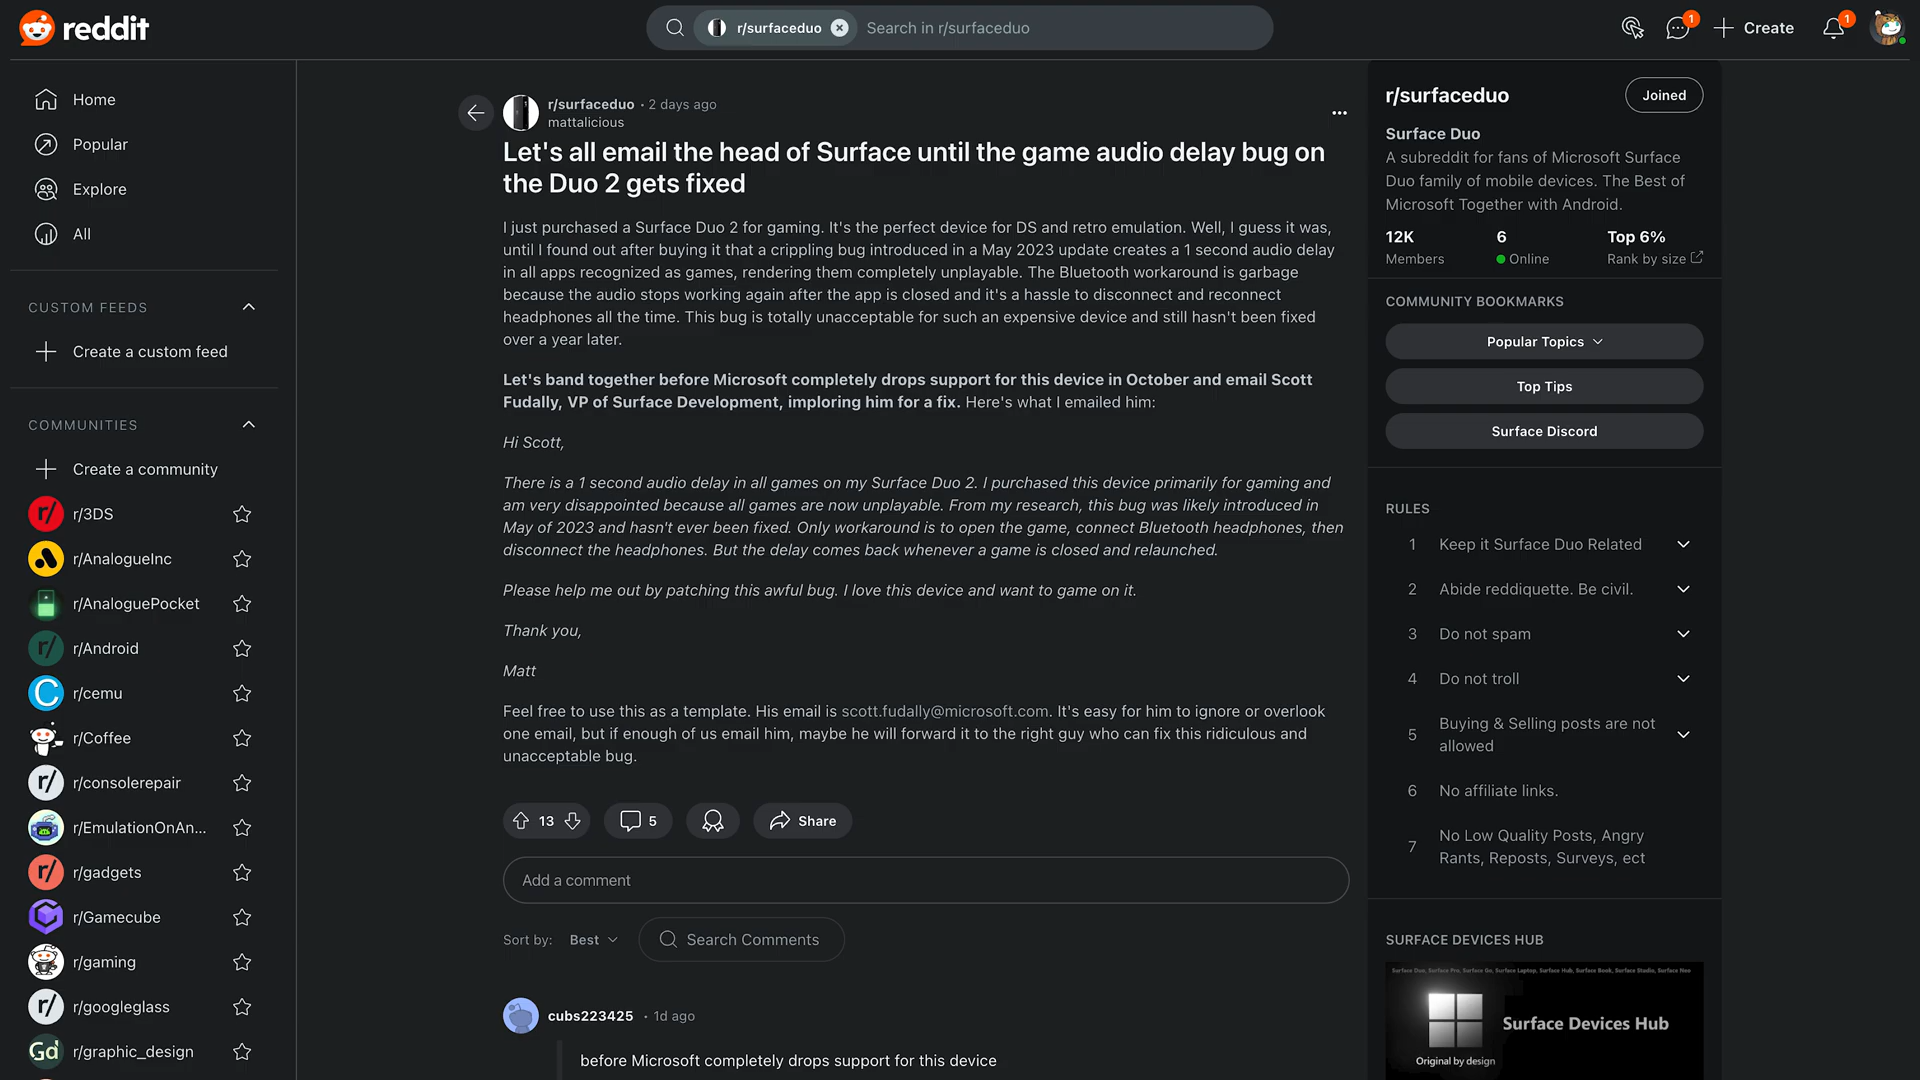 reddit
r/surfaceduo
Search in r/surfaceduo
1
Create
1
Home
Popular
Explore
All
CUSTOM FEEDS
Create a custom feed
COMMUNITIES
Create a community
r/3DS
r/AnalogueInc
r/AnaloguePocket
r/Android
r/cemu
r/Coffee
r/consolerepair
r/EmulationOnAn...
r/gadgets
r/Gamecube
r/gaming
r/googleglass
r/graphic_design
r/surfaceduo • 2 days ago
mattalicious
Let's all email the head of Surface until the game audio delay bug on
the Duo 2 gets fixed
I just purchased a Surface Duo 2 for gaming. It's the perfect device for DS and retro emulation. Well, I guess it was,
until I found out after buying it that a crippling bug introduced in a May 2023 update creates a 1 second audio delay
in all apps recognized as games, rendering them completely unplayable. The Bluetooth workaround is garbage
because the audio stops working again after the app is closed and it's a hassle to disconnect and reconnect
headphones all the time. This bug is totally unacceptable for such an expensive device and still hasn't been fixed
over a year later.
Let's band together before Microsoft completely drops support for this device in October and email Scott
Fudally, VP of Surface Development, imploring him for a fix. Here's what I emailed him:
Hi Scott,
There is a 1 second audio delay in all games on my Surface Duo 2. I purchased this device primarily for gaming and
am very disappointed because all games are now unplayable. From my research, this bug was likely introduced in
May of 2023 and hasn't ever been fixed. Only workaround is to open the game, connect Bluetooth headphones, then
disconnect the headphones. But the delay comes back whenever a game is closed and relaunched.
Please help me out by patching this awful bug. I love this device and want to game on it.
Thank you,
Matt
Feel free to use this as a template. His email is scott.fudally@microsoft.com. It's easy for him to ignore or overlook
one email, but if enough of us email him, maybe he will forward it to the right guy who can fix this ridiculous and
unacceptable bug.
13
5
Share
Add a comment
Sort by: Best
Search Comments
cubs223425 • 1d ago
before Microsoft completely drops support for this device
r/surfaceduo
Joined
Surface Duo
A subreddit for fans of Microsoft Surface
Duo family of mobile devices. The Best of
Microsoft Together with Android.
12K 6 Top 6%
Members Online Rank by size
COMMUNITY BOOKMARKS
Popular Topics
Top Tips
Surface Discord
RULES
1 Keep it Surface Duo Related
2 Abide reddiquette. Be civil.
3 Do not spam
4 Do not troll
5 Buying & Selling posts are not
allowed
6 No affiliate links.
7 No Low Quality Posts, Angry
Rants, Reposts, Surveys, ect
SURFACE DEVICES HUB
Surface Duo, Surface Pro, Surface Go, Surface Laptop, Surface Hub, Surface Book, Surface Studio, Surface Neo
Surface Devices Hub
Original by design